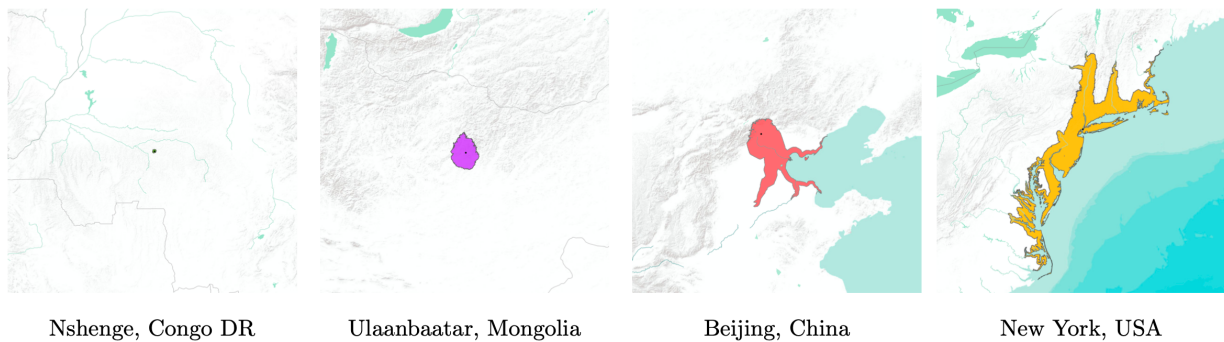 Nshenge, Congo DR
Ulaanbaatar, Mongolia
Beijing, China
New York, USA